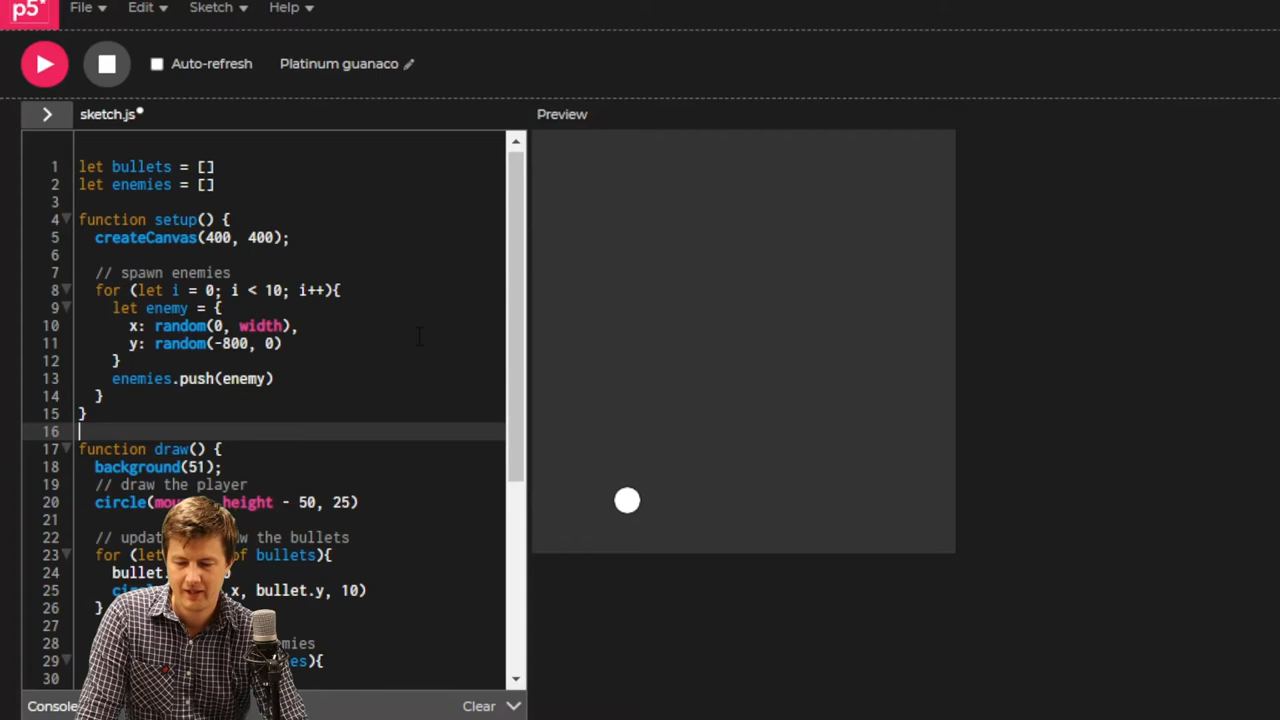 p5*
File Edit Sketch Help
Auto-refresh Platinum guanaco
sketch.js
Preview
1 let bullets = []
2 let enemies = []
3
4 function setup() {
5 createCanvas(400, 400);
6
7 // spawn enemies
8 for (let i = 0; i < 10; i++){
9 let enemy = {
10 x: random(0, width),
11 y: random(-800, 0)
12 }
13 enemies.push(enemy)
14 }
15 }
16
17 function draw() {
18 background(51);
19 // draw the player
20 circle( height - 50, 25)
21
22 // the bullets
23 for (let of bullets){
24 bullet.
25 .x, bullet.y, 10)
26 }
27
28
29 ){
30
Console
Clear